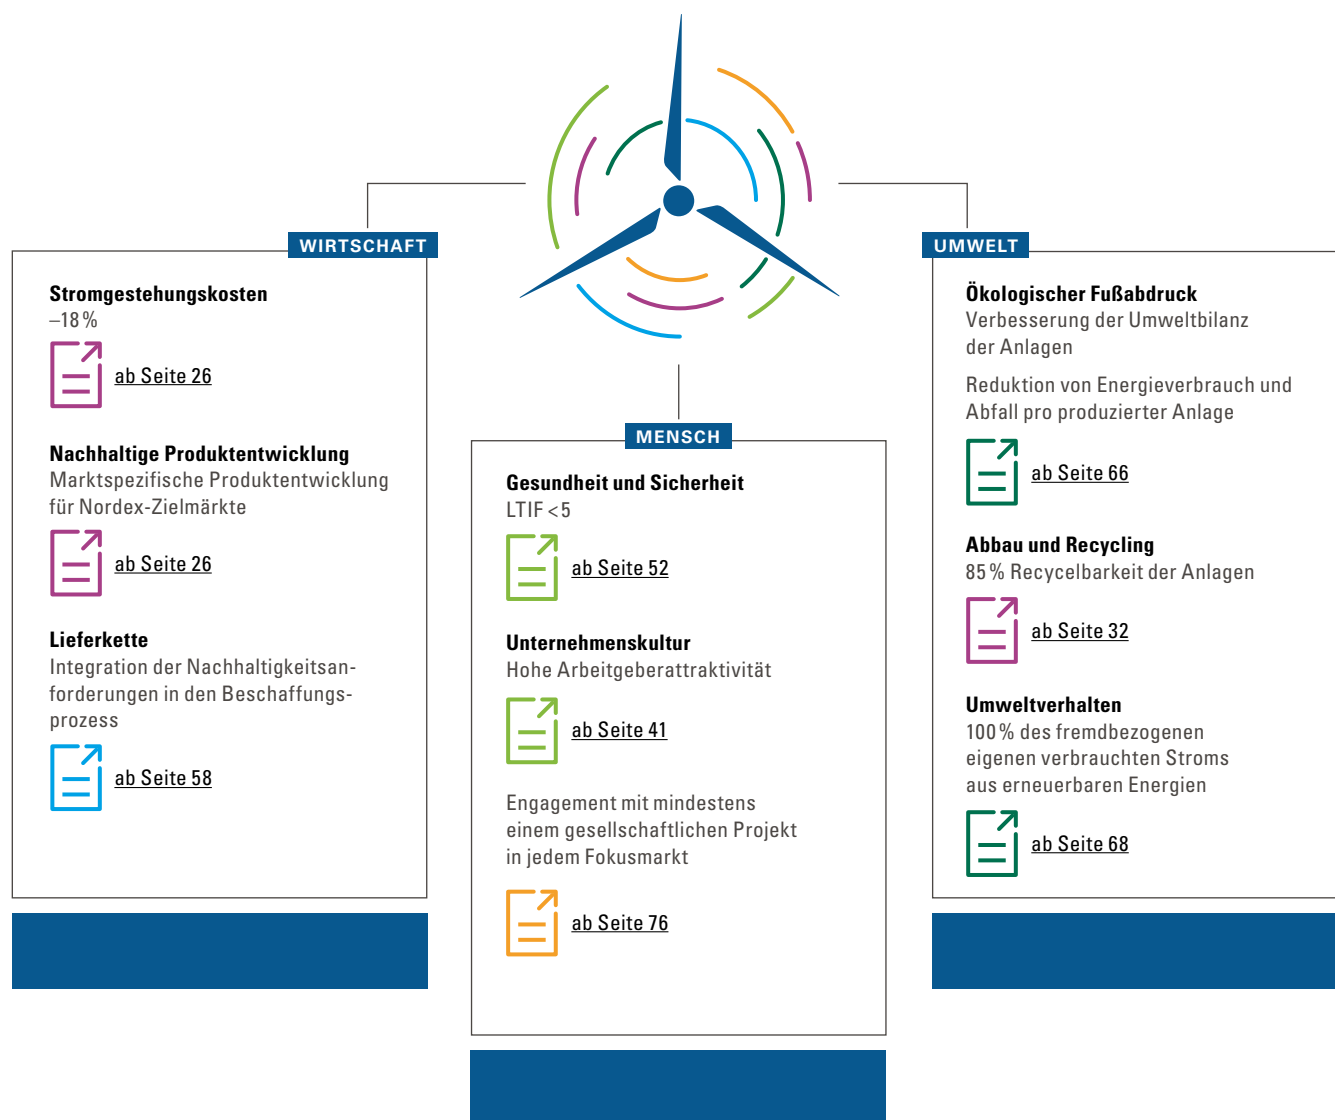 WIRTSCHAFT
Stromgestehungskosten
–18 %
ab Seite 26
Nachhaltige Produktentwicklung
Marktspezifische Produktentwicklung
für Nordex-Zielmärkte
ab Seite 26
Lieferkette
Integration der Nachhaltigkeitsan-
forderungen in den Beschaffungs-
prozess
ab Seite 58
MENSCH
Gesundheit und Sicherheit
LTIF < 5
ab Seite 52
Unternehmenskultur
Hohe Arbeitgeberattraktivität
ab Seite 41
Engagement mit mindestens
einem gesellschaftlichen Projekt
in jedem Fokusmarkt
ab Seite 76
UMWELT
Ökologischer Fußabdruck
Verbesserung der Umweltbilanz
der Anlagen
Reduktion von Energieverbrauch und
Abfall pro produzierter Anlage
ab Seite 66
Abbau und Recycling
85 % Recycelbarkeit der Anlagen
ab Seite 32
Umweltverhalten
100 % des fremdbezogenen
eigenen verbrauchten Stroms
aus erneuerbaren Energien
ab Seite 68